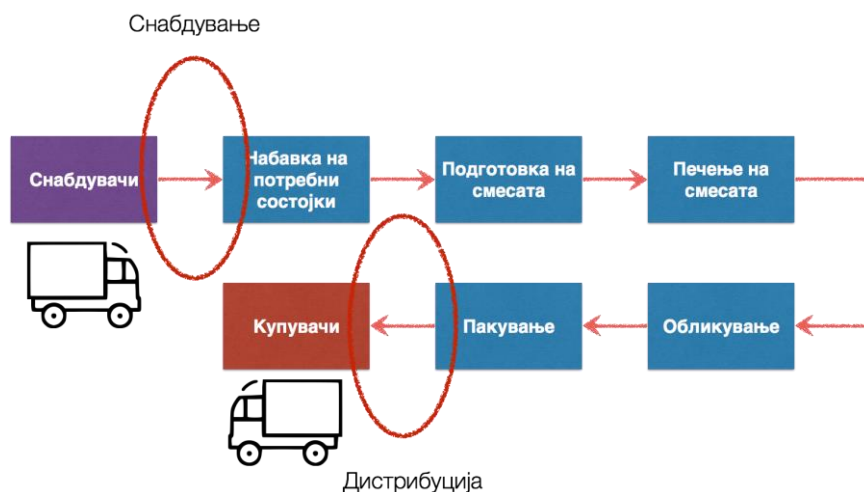 Снабдување
Снабдувачи
Набавка на
потребни
состојки
Подготовка на
смесата
Печење на
смесата
Купувачи
Пакување
Обликување
Дистрибуција